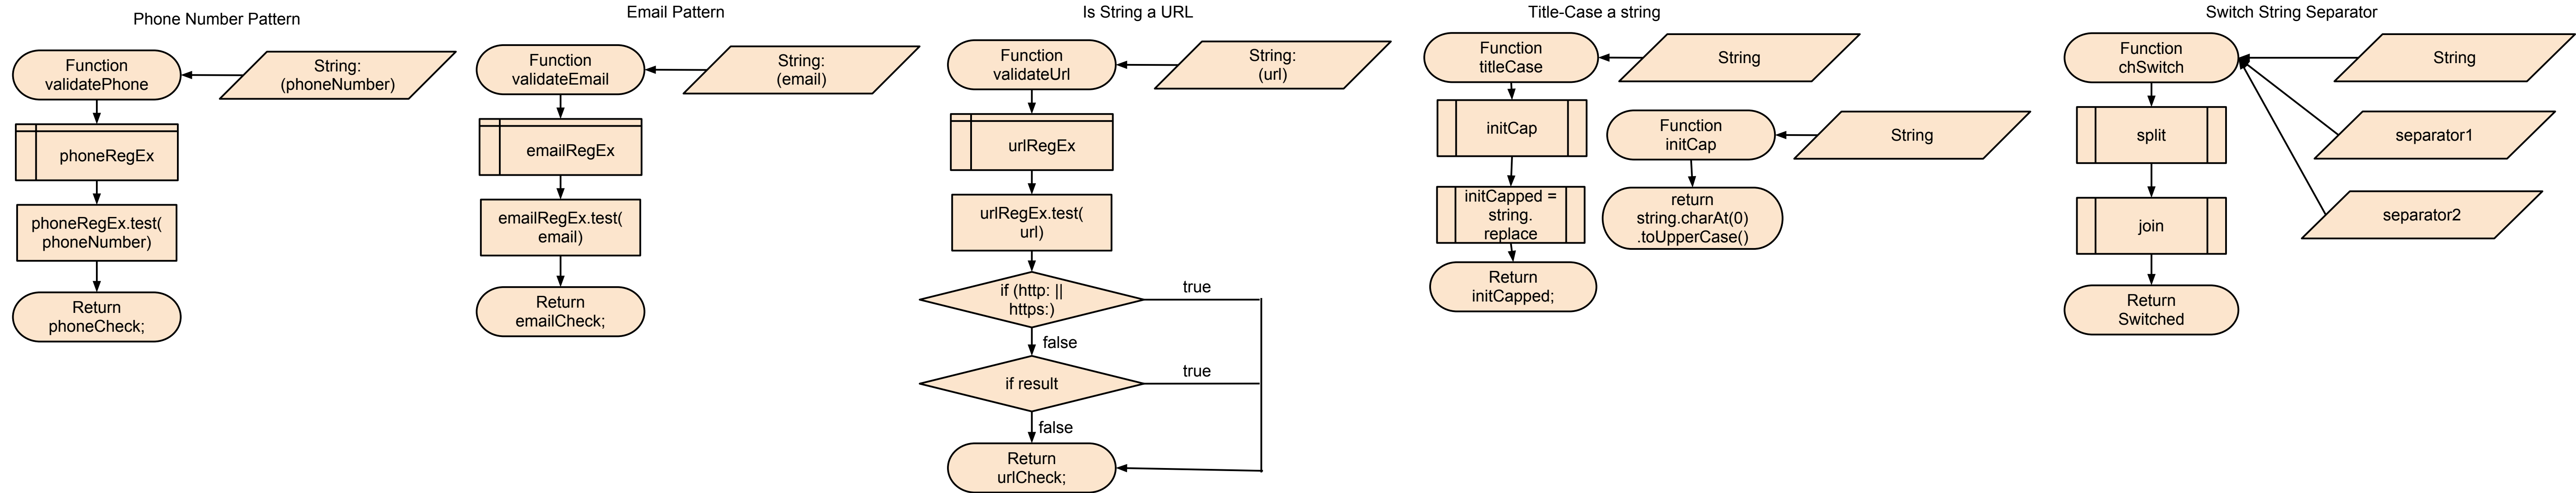 Phone Number Pattern
Function
validatePhone
String:
(phoneNumber)
phoneRegEx
phoneRegEx.test(
phoneNumber)
Return
phoneCheck;
Email Pattern
Function
validateEmail
String:
(email)
emailRegEx
emailRegEx.test(
email)
Return
emailCheck;
Is String a URL
Function
validateUrl
String:
(url)
urlRegEx
urlRegEx.test(
url)
if (http: ||
https:)
true
false
if result
true
false
Return
urlCheck;
Title-Case a string
Function
titleCase
String
initCap
initCapped =
string.
replace
Return
initCapped;
Function
initCap
String
return
string.charAt(0)
.toUpperCase()
Switch String Separator
Function
chSwitch
String
separator1
separator2
split
join
Return
Switched